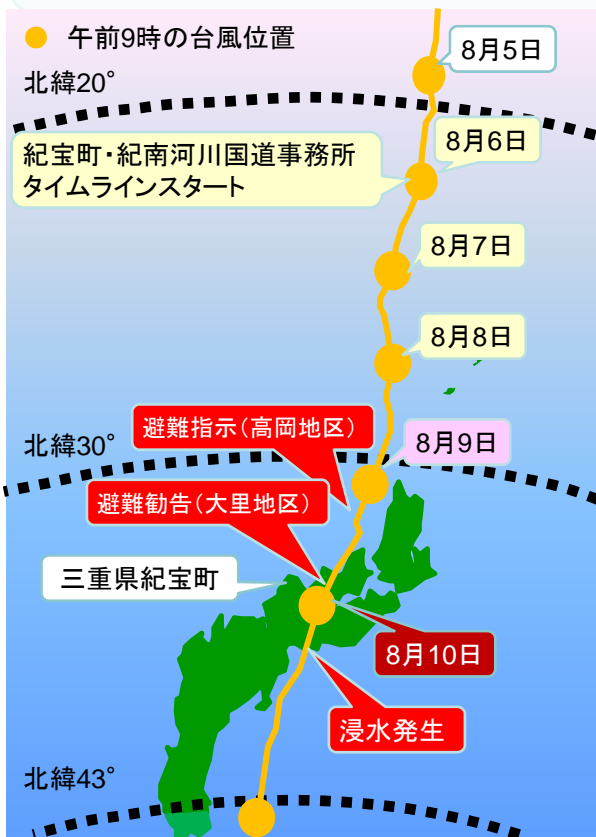 午前9時の台風位置
8月5日
北緯20°
8月6日
紀宝町・紀南河川国道事務所
タイムラインスタート
8月7日
8月8日
避難指示(高岡地区)
北緯30°
8月9日
避難勧告(大里地区)
三重県紀宝町
8月10日
浸水発生
北緯43°